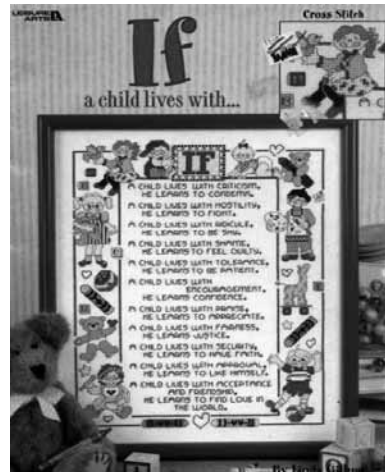 LEISURE
ARTS
Cross Stitch
If
a child lives with...
IF
A CHILD LIVES WITH CRITICISM,
HE LEARNS TO CONDEMN.
A CHILD LIVES WITH HOSTILITY,
HE LEARNS TO FIGHT.
A CHILD LIVES WITH RIDICULE,
HE LEARNS TO BE SHY.
A CHILD LIVES WITH SHAME,
HE LEARNS TO FEEL GUILTY.
A CHILD LIVES WITH TOLERANCE,
HE LEARNS TO BE PATIENT.
A CHILD LIVES WITH
ENCOURAGEMENT,
HE LEARNS CONFIDENCE.
A CHILD LIVES WITH PRAISE,
HE LEARNS TO APPRECIATE.
A CHILD LIVES WITH FAIRNESS,
HE LEARNS JUSTICE.
A CHILD LIVES WITH SECURITY,
HE LEARNS TO HAVE FAITH.
A CHILD LIVES WITH APPROVAL,
HE LEARNS TO LIKE HIMSELF.
A CHILD LIVES WITH ACCEPTANCE
AND FRIENDSHIP,
HE LEARNS TO FIND LOVE IN
THE WORLD.
By